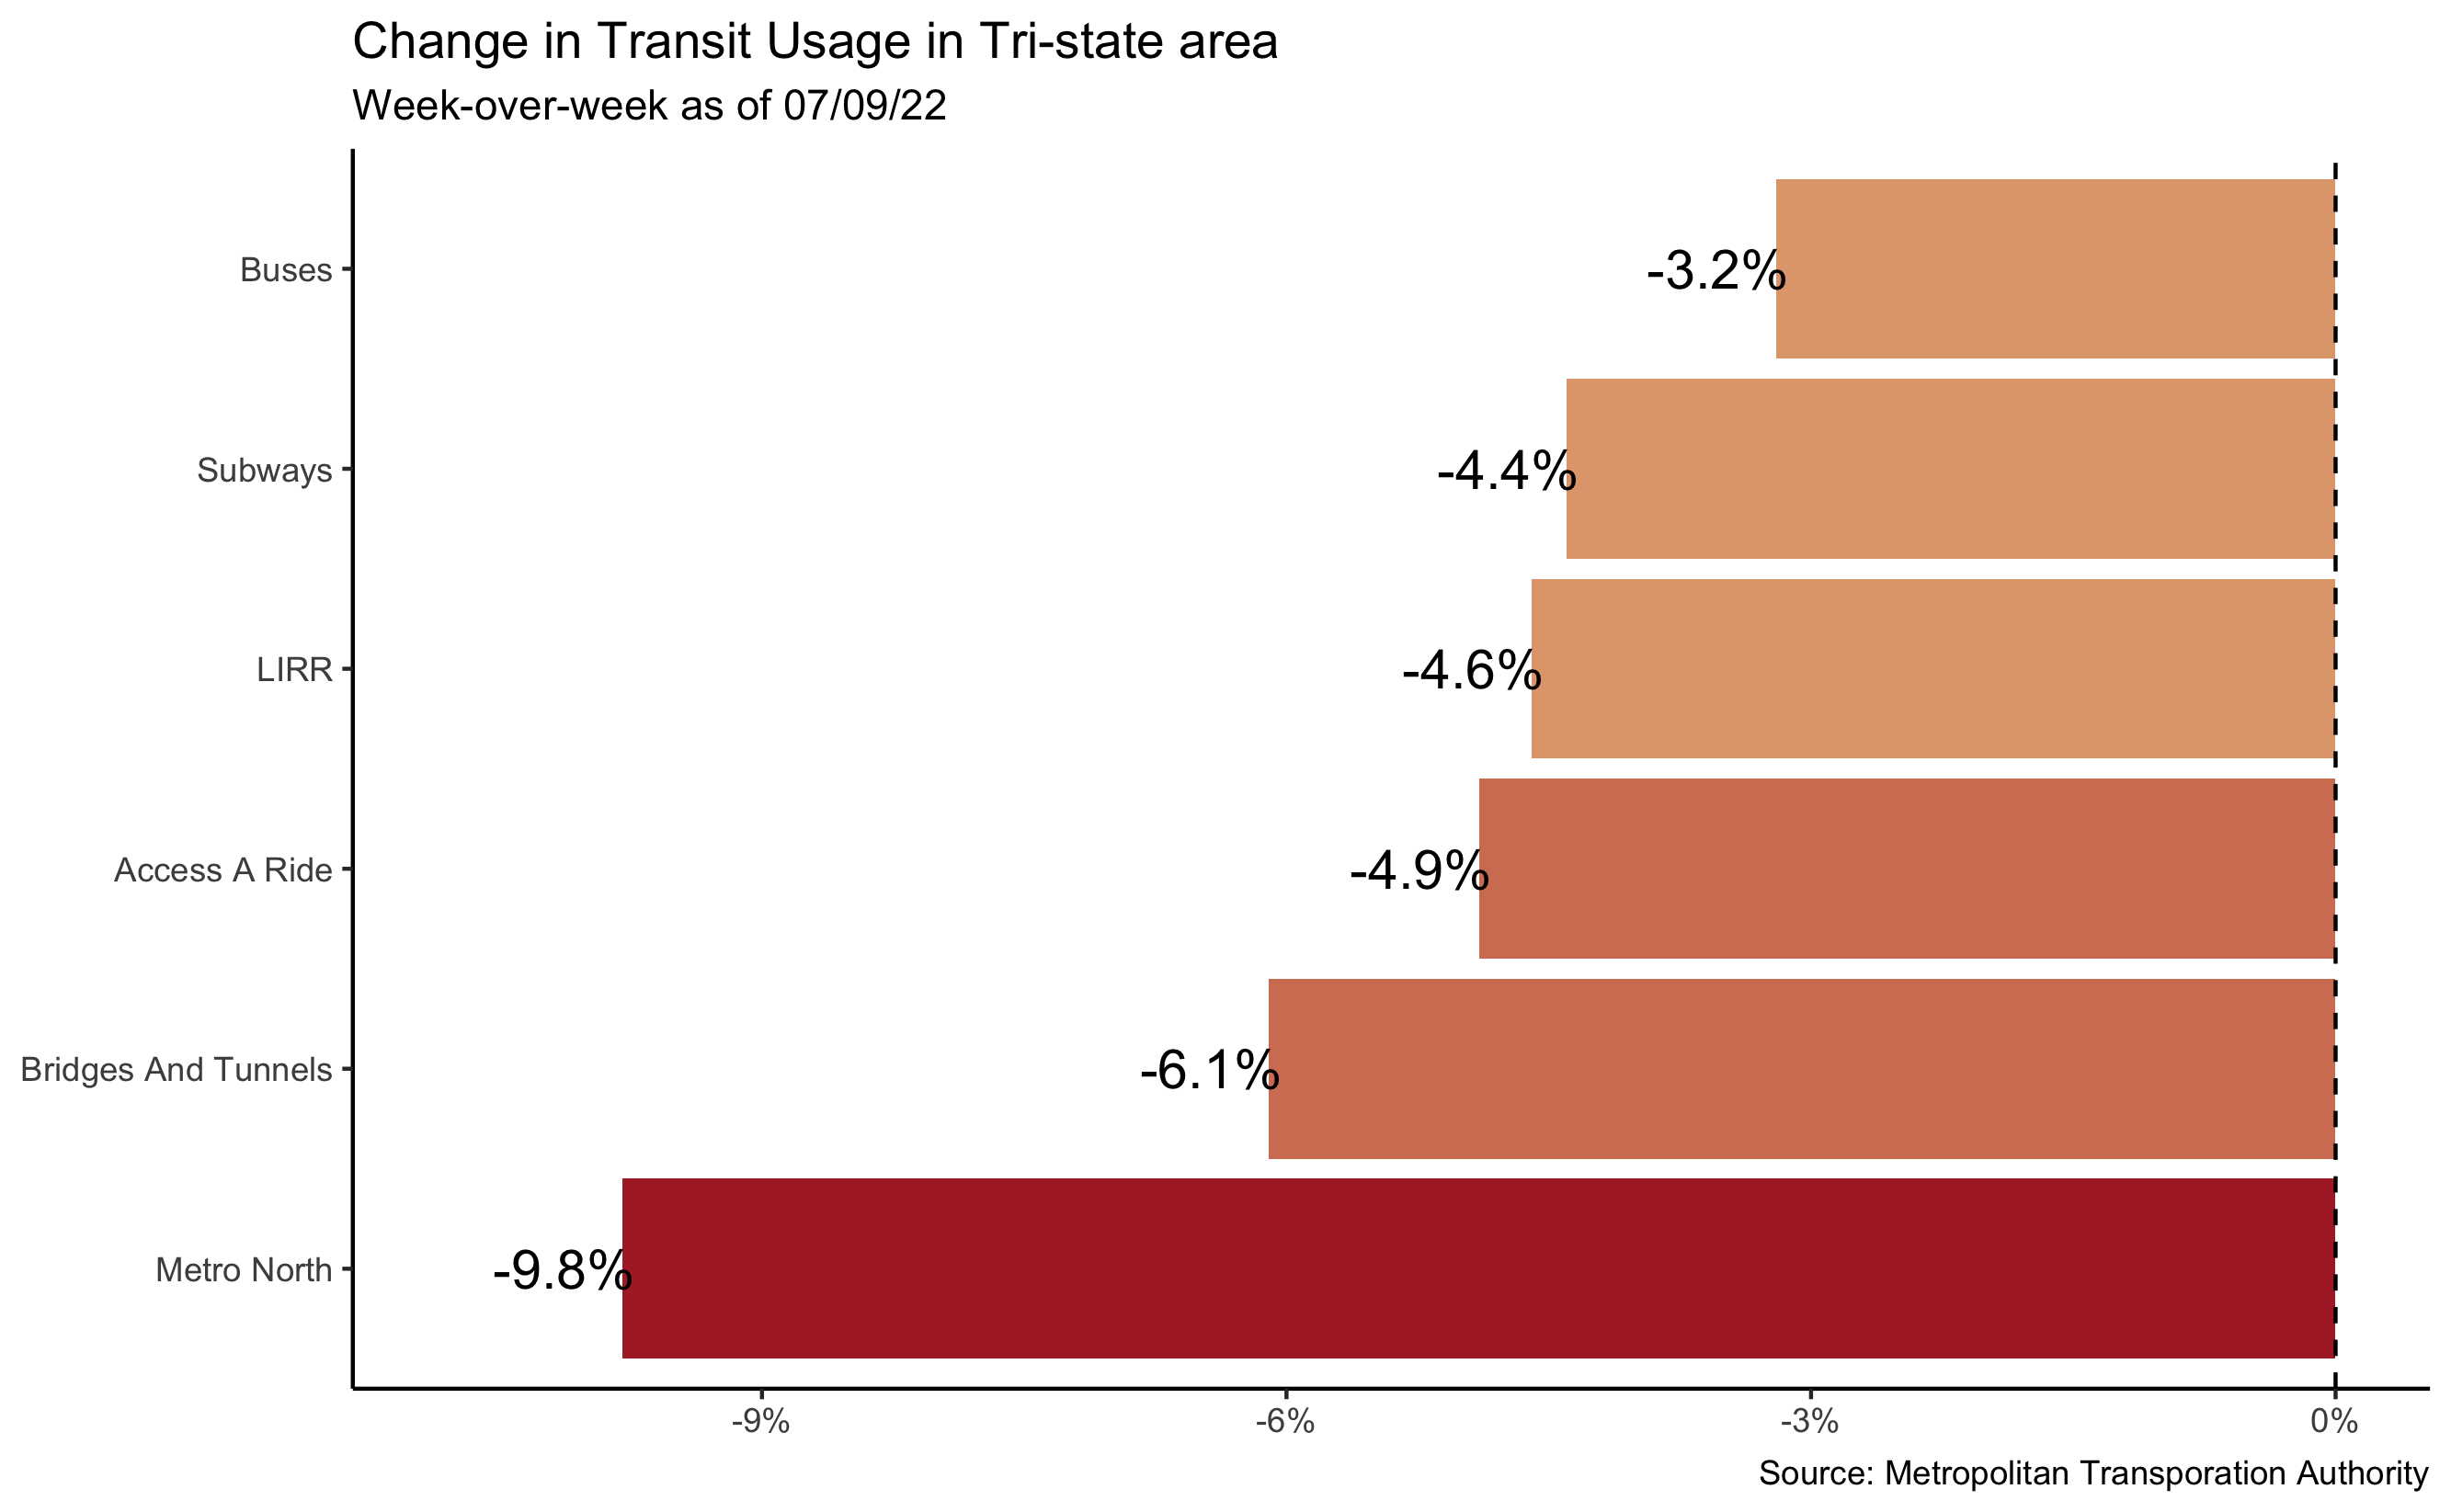 Change in Transit Usage in Tri-state area
Week-over-week as of 07/09/22
Buses
-3.2%
Subways
-4.4%
LIRR
-4.6%
Access A Ride
-4.9%
Bridges And Tunnels
-6.1%
Metro North
-9.8%
-9%
-6%
-3%
0%
Source: Metropolitan Transporation Authority